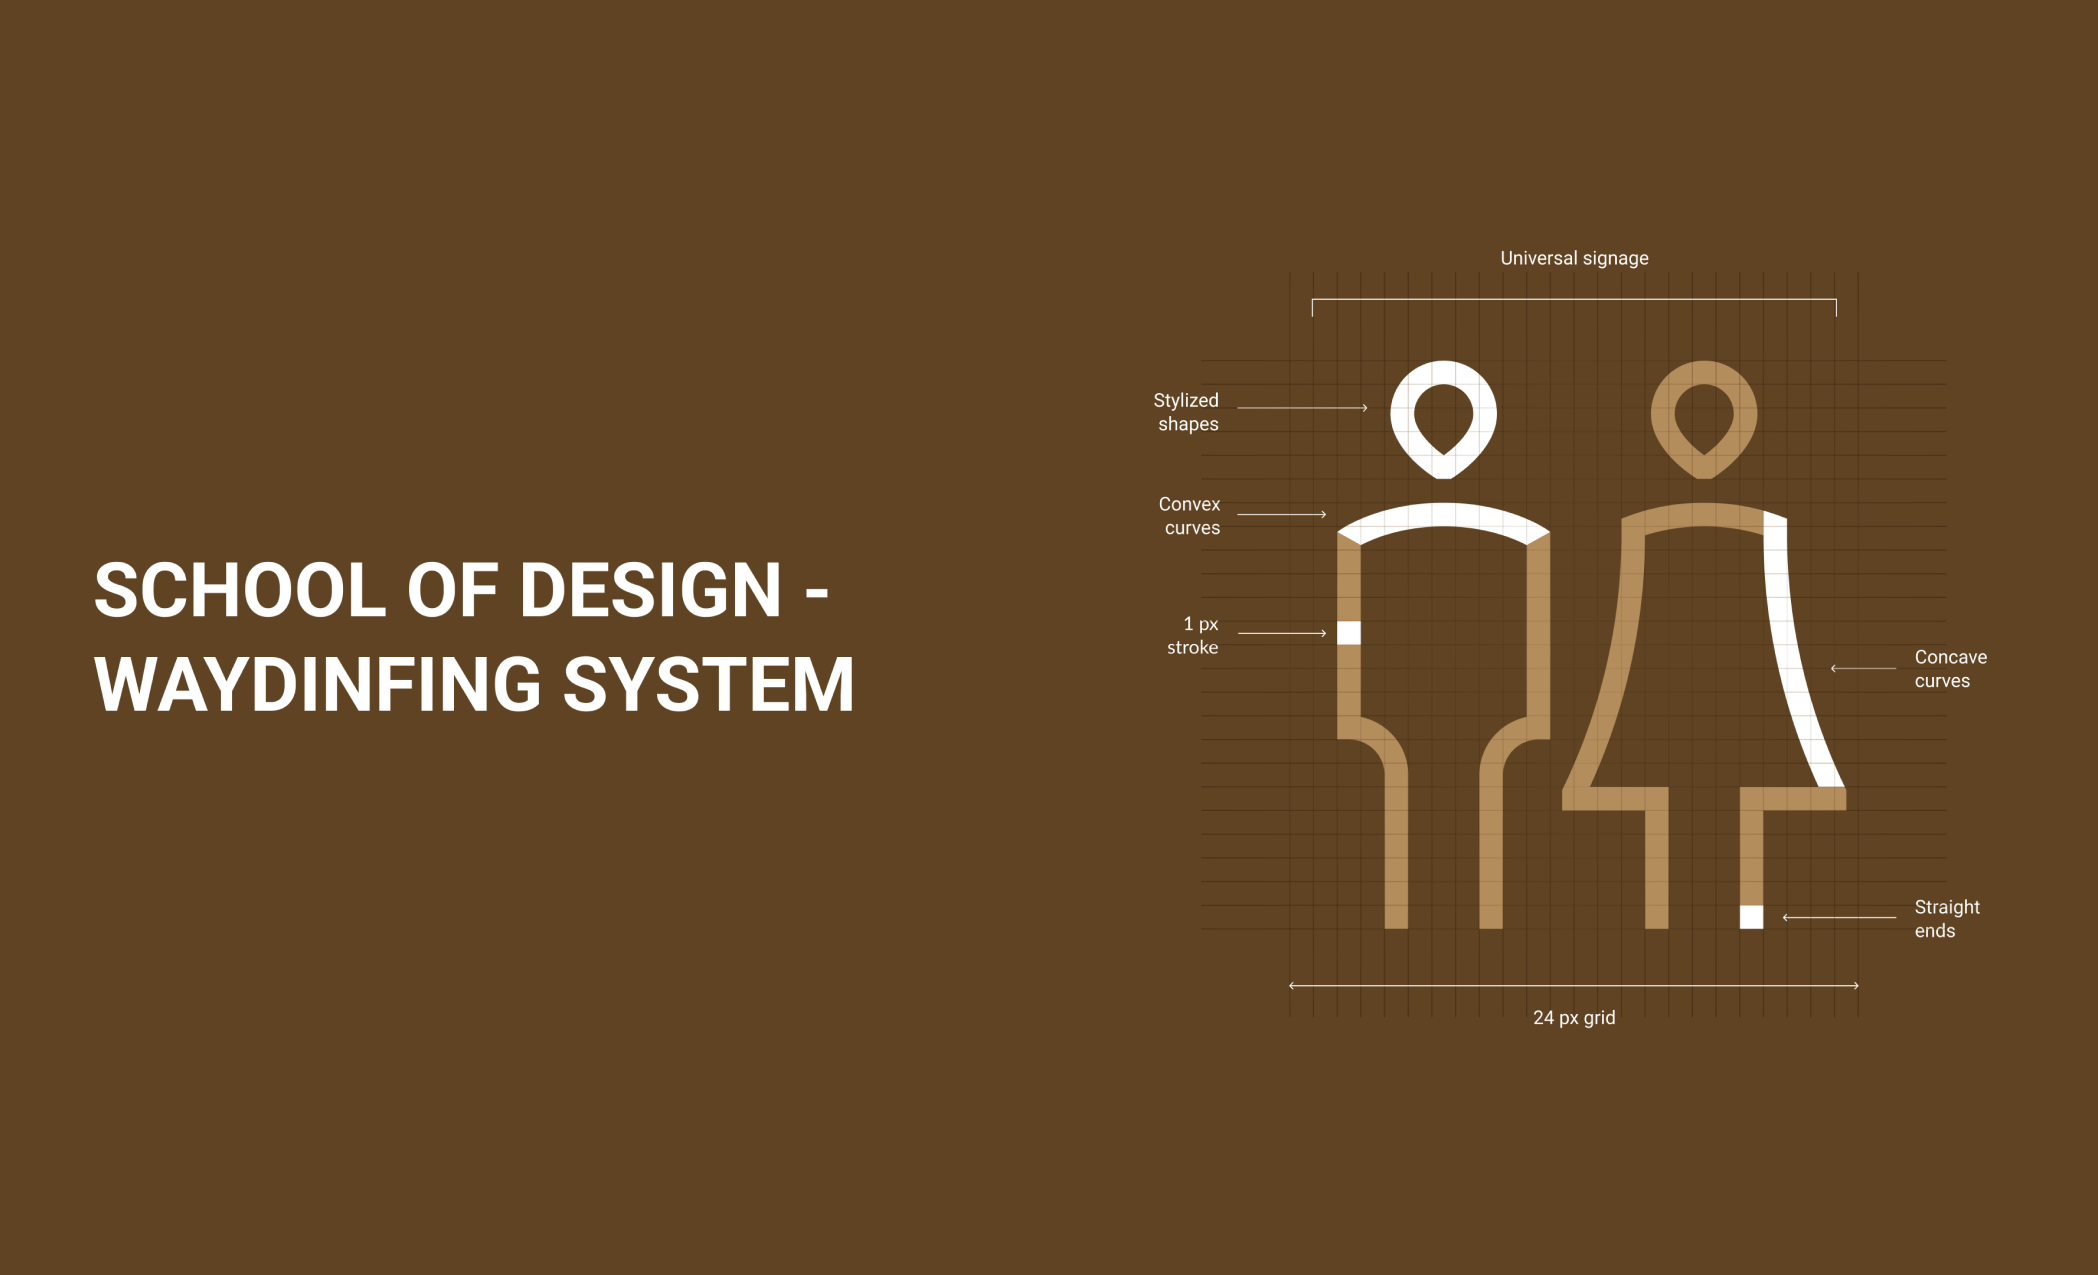 SCHOOL OF DESIGN -
WAYDINFING SYSTEM
Universal signage
Stylized
shapes
Convex
curves
1 px
stroke
Concave
curves
Straight
ends
24 px grid